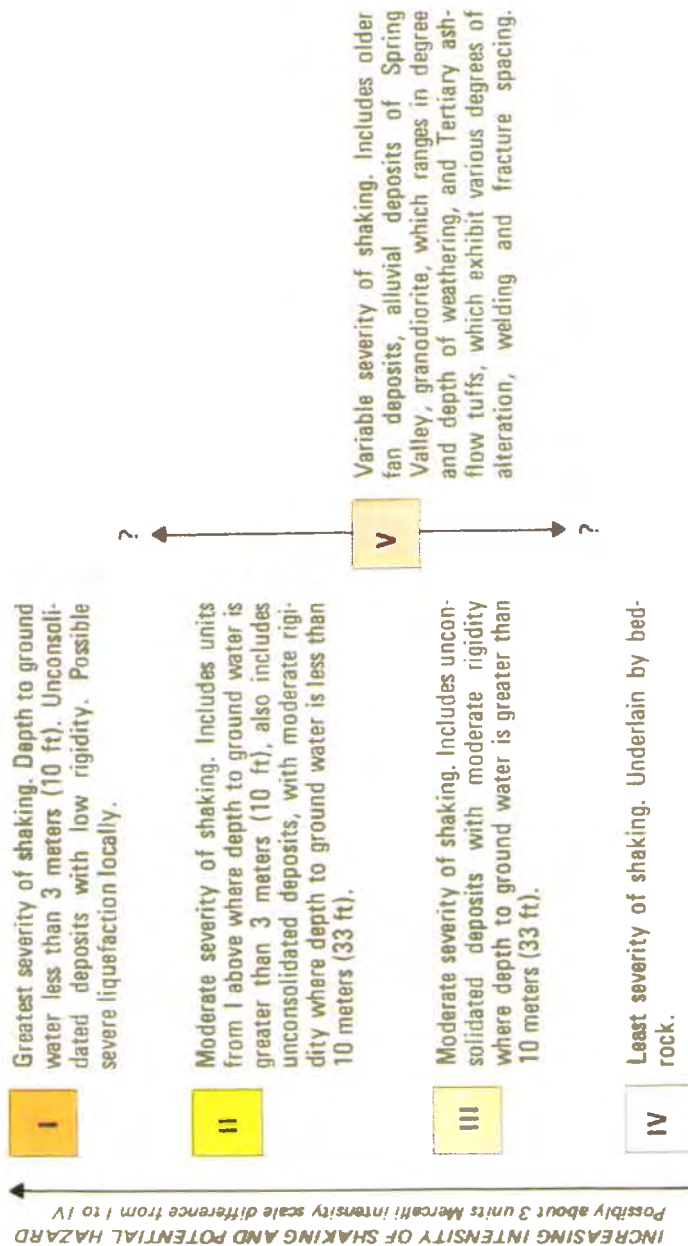 INCREASING INTENSITY OF SHAKING AND POTENTIAL HAZARD
Possibly about 3 units Mercalli intensity scale difference from I to IV
I
Greatest severity of shaking. Depth to ground
water less than 3 meters (10 ft). Unconsoli-
dated deposits with low rigidity. Possible
severe liquefaction locally.
II
Moderate severity of shaking. Includes units
from I above where depth to ground water is
greater than 3 meters (10 ft), also includes
unconsolidated deposits, with moderate rigi-
dity where depth to ground water is less than
10 meters (33 ft).
III
Moderate severity of shaking. Includes uncon-
solidated deposits with moderate rigidity
where depth to ground water is greater than
10 meters (33 ft).
IV
Least severity of shaking. Underlain by bed-
rock.
?
V
?
Variable severity of shaking. Includes older
fan deposits, alluvial deposits of Spring
Valley, granodiorite, which ranges in degree
and depth of weathering, and Tertiary ash-
flow tuffs, which exhibit various degrees of
alteration, welding and fracture spacing.